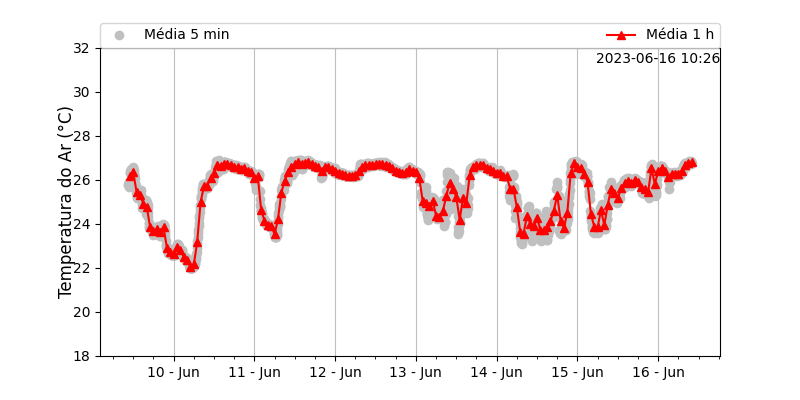 Média 5 min
Média 1 h
2023-06-16 10:26
Temperatura do Ar (°C)
32
30
28
26
24
22
20
18
10 - Jun
11 - Jun
12 - Jun
13 - Jun
14 - Jun
15 - Jun
16 - Jun